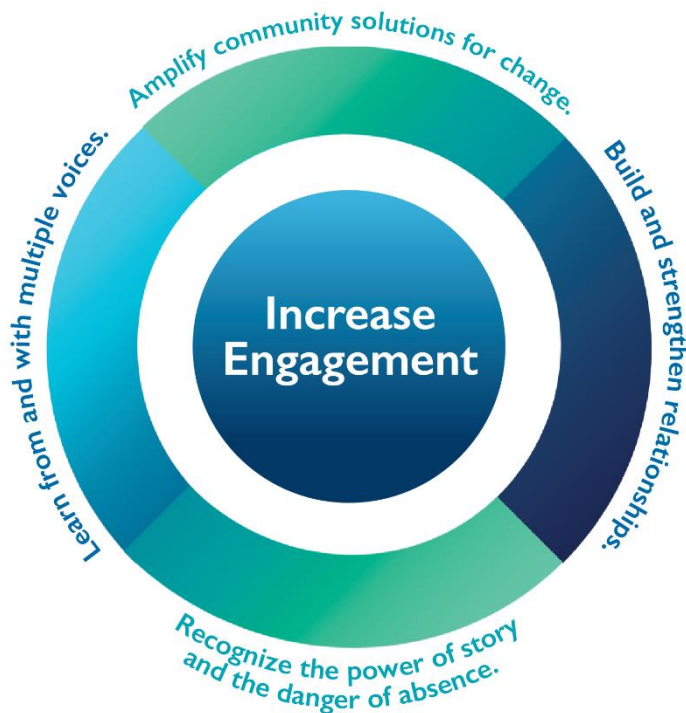 Amplify community solutions for change.
Build and strengthen relationships.
Recognize the power of story
and the danger of absence.
Learn from and with multiple voices.
Increase
Engagement